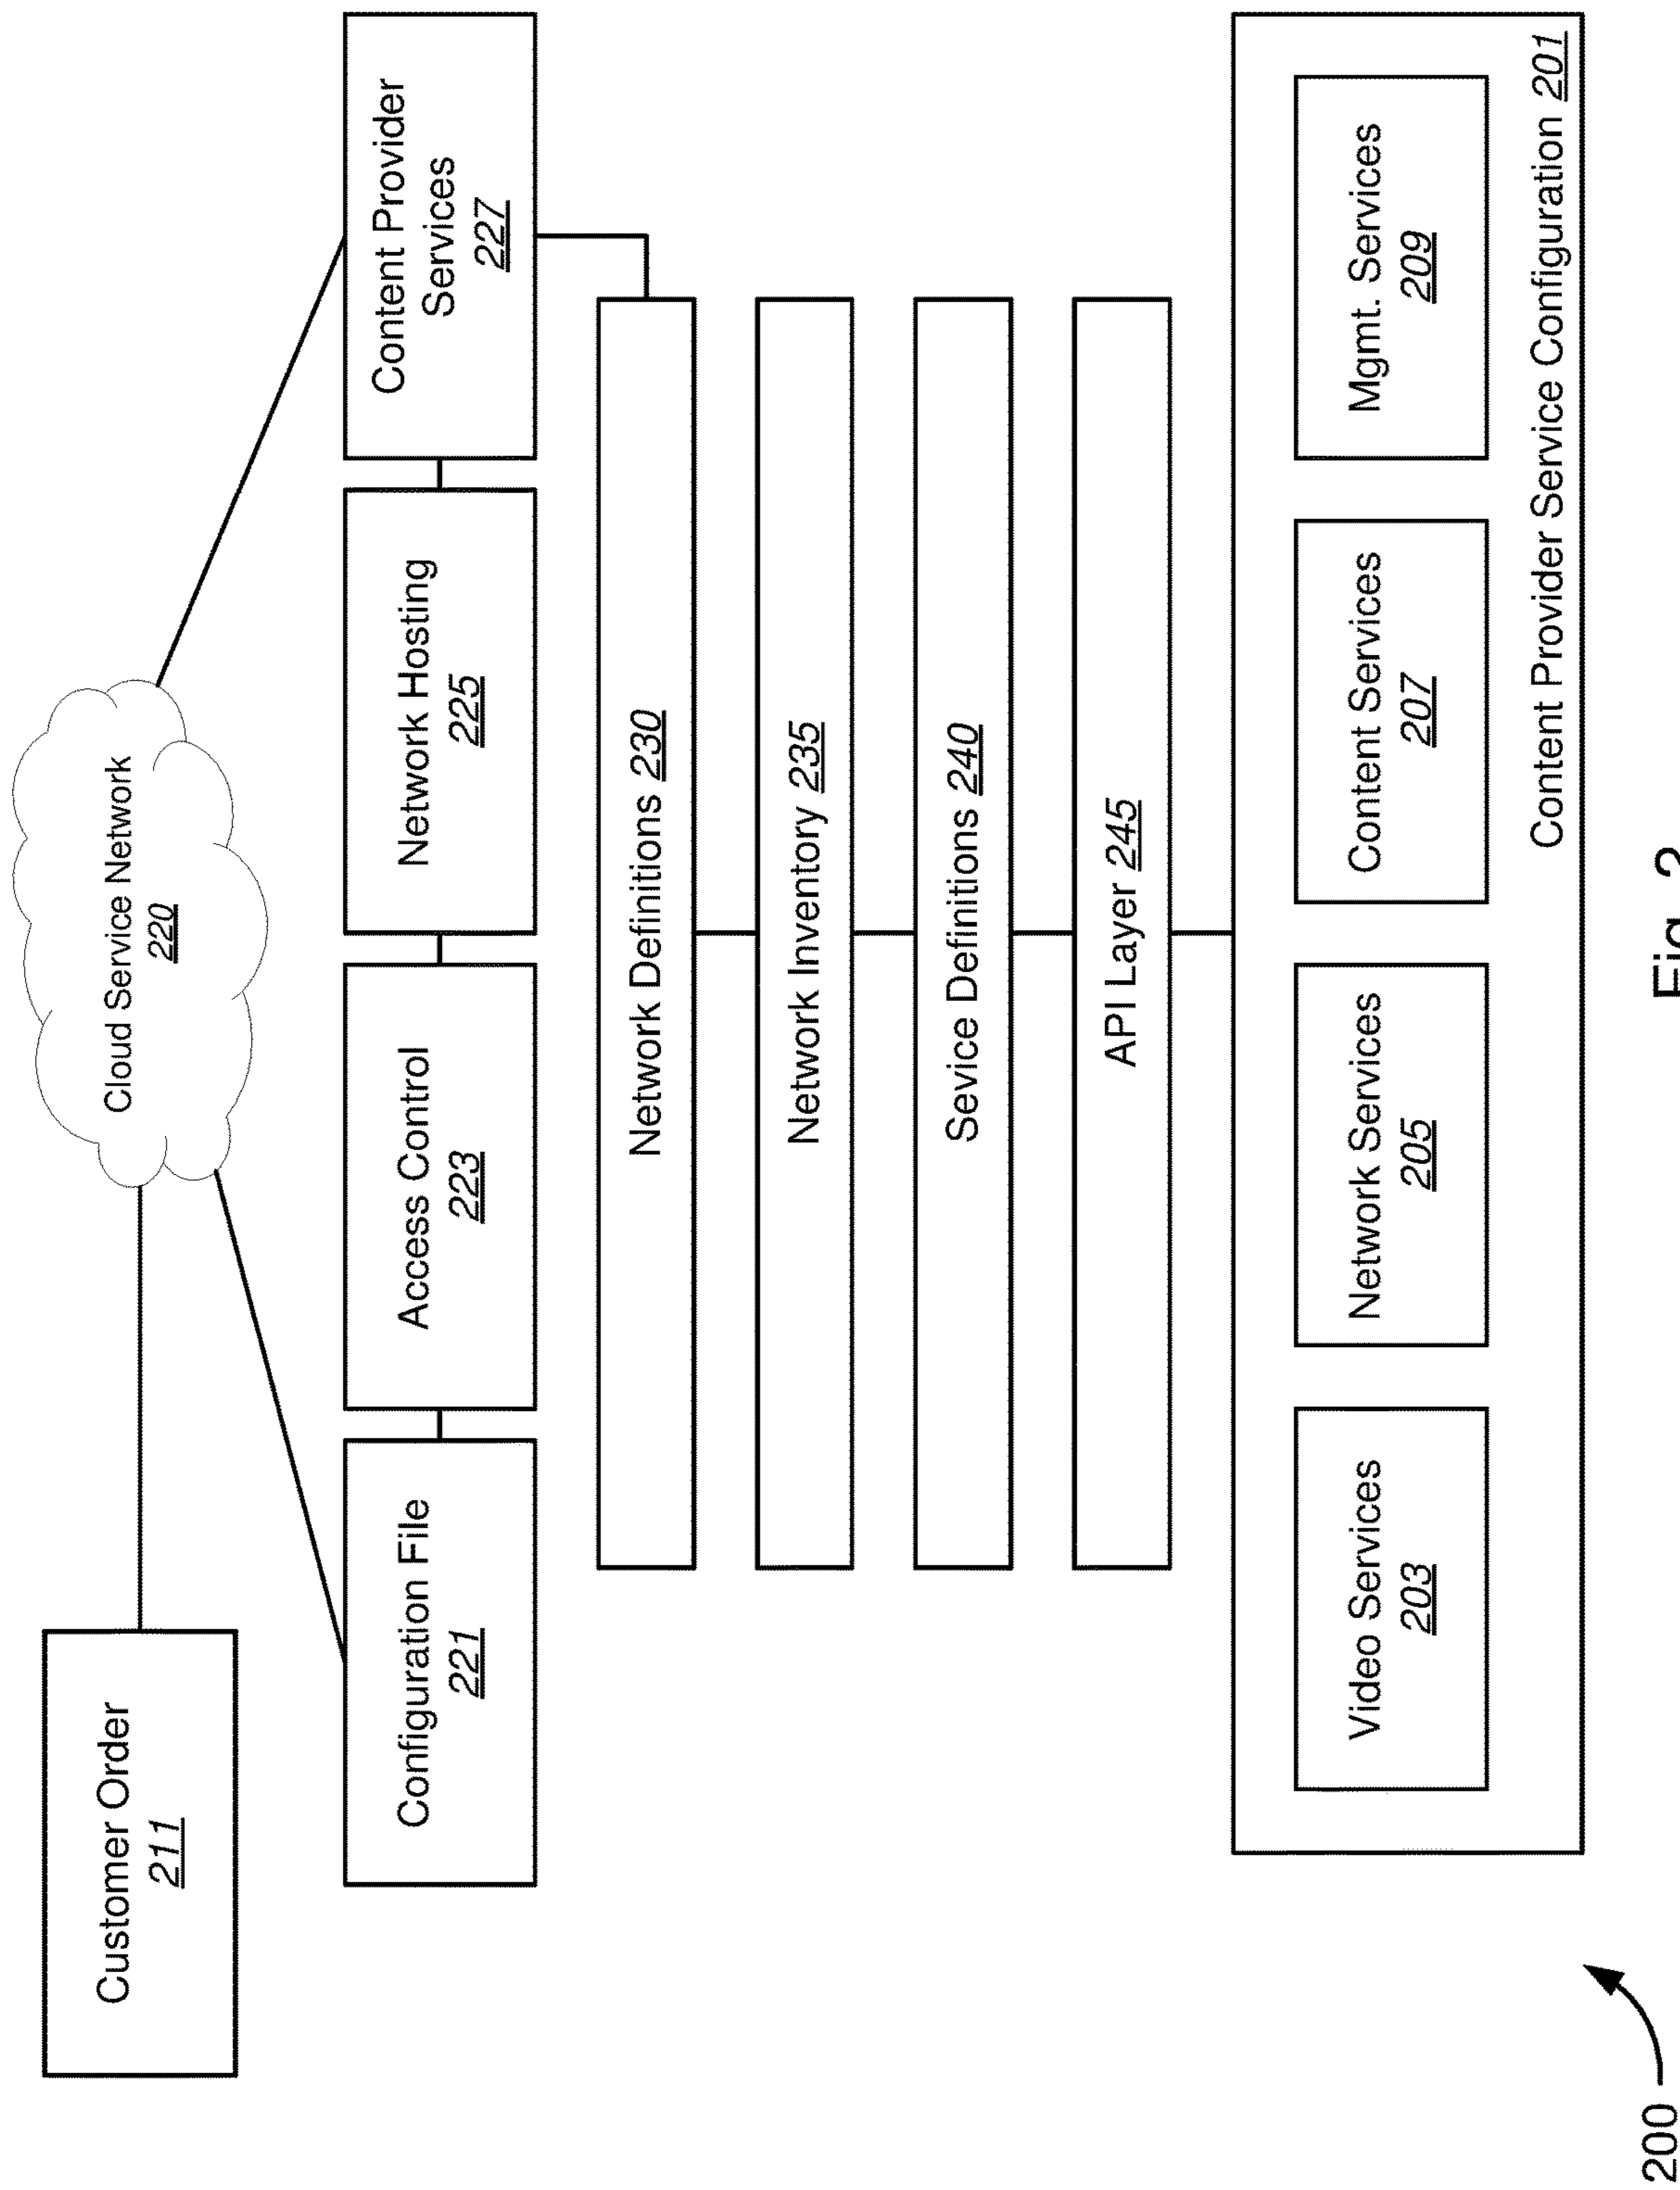 Customer Order
211
Cloud Service Network
220
Configuration File
221
Access Control
223
Network Hosting
225
Content Provider
Services
227
Network Definitions 230
Network Inventory 235
Sevice Definitions 240
API Layer 245
Video Services
203
Network Services
205
Content Services
207
Mgmt. Services
209
Content Provider Service Configuration 201
200
Fig. 2